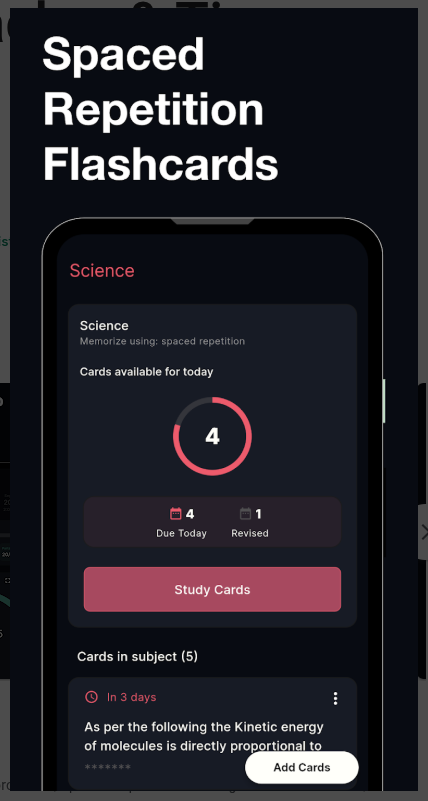 Spaced
Repetition
Flashcards
Science
Science
Memorize using: spaced repetition
Cards available for today
4
4
Due Today
1
Revised
Study Cards
Cards in subject (5)
In 3 days
As per the following the Kinetic energy
of molecules is directly proportional to
*******
Add Cards